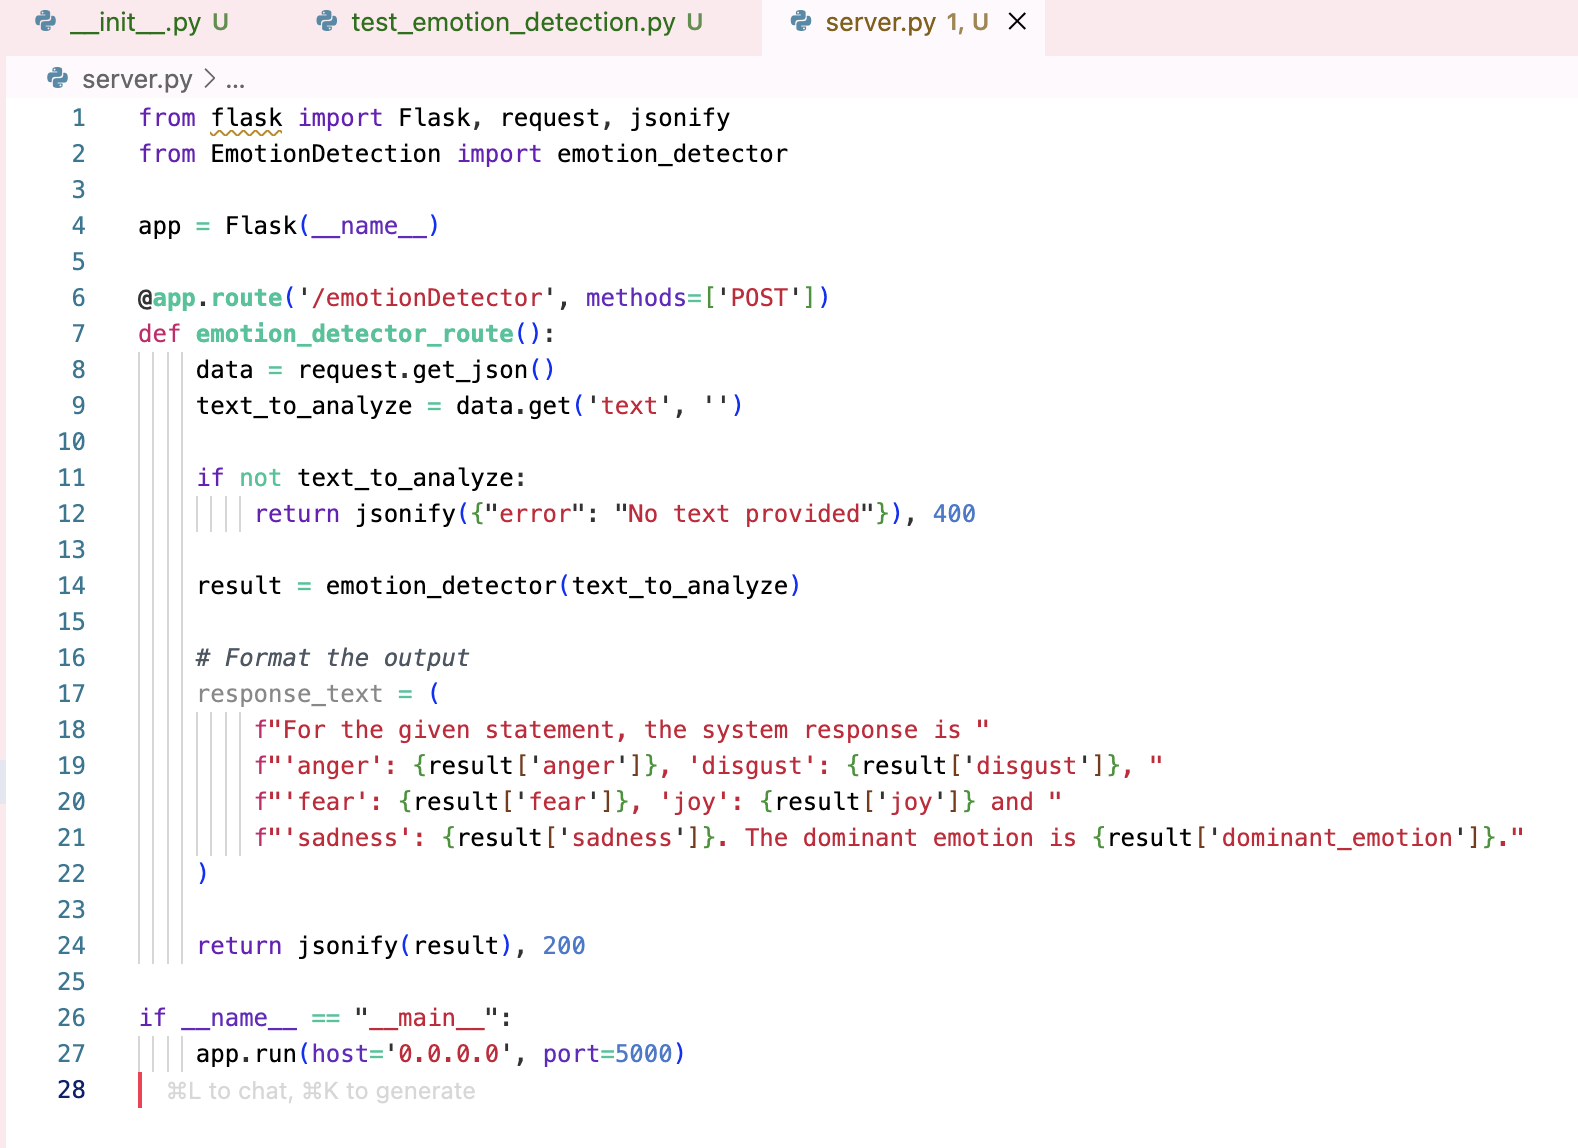 __init__.py U
test_emotion_detection.py U
server.py 1, U
server.py > ...
1 from flask import Flask, request, jsonify
2 from EmotionDetection import emotion_detector
3
4 app = Flask(__name__)
5
6 @app.route('/emotionDetector', methods=['POST'])
7 def emotion_detector_route():
8     data = request.get_json()
9     text_to_analyze = data.get('text', '')
10
11     if not text_to_analyze:
12         return jsonify({"error": "No text provided"}), 400
13
14     result = emotion_detector(text_to_analyze)
15
16     # Format the output
17     response_text = (
18         f"For the given statement, the system response is "
19         f"'anger': {result['anger']}, 'disgust': {result['disgust']}, "
20         f"'fear': {result['fear']}, 'joy': {result['joy']} and "
21         f"'sadness': {result['sadness']}. The dominant emotion is {result['dominant_emotion']}."
22     )
23
24     return jsonify(result), 200
25
26 if __name__ == "__main__":
27     app.run(host='0.0.0.0', port=5000)
28 ⌘L to chat, ⌘K to generate